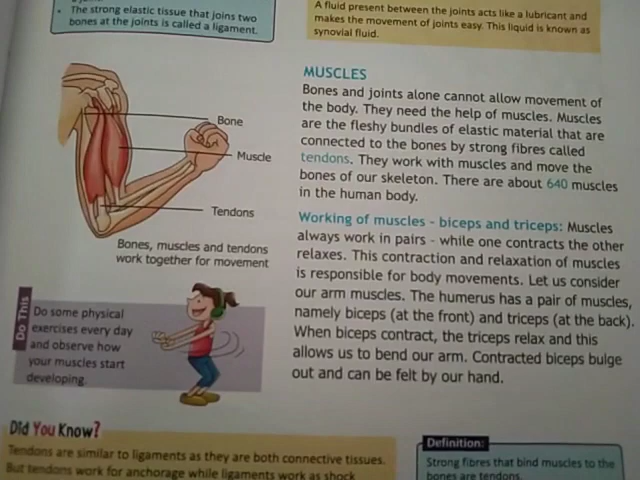 The strong elastic tissue that joins two
bones at the joints is called a ligament.
A fluid present between the joints acts like a lubricant and
makes the movement of joints easy. This liquid is known as
synovial fluid.
Bone
Muscle
Tendons
Bones, muscles and tendons
work together for movement
MUSCLES
Bones and joints alone cannot allow movement of
the body. They need the help of muscles. Muscles
are the fleshy bundles of elastic material that are
connected to the bones by strong fibres called
tendons. They work with muscles and move the
bones of our skeleton. There are about 640 muscles
in the human body.
Working of muscles - biceps and triceps: Muscles
always work in pairs - while one contracts the other
relaxes. This contraction and relaxation of muscles
is responsible for body movements. Let us consider
our arm muscles. The humerus has a pair of muscles,
namely biceps (at the front) and triceps (at the back).
When biceps contract, the triceps relax and this
allows us to bend our arm. Contracted biceps bulge
out and can be felt by our hand.
Do This
Do some physical
exercises every day
and observe how
your muscles start
developing.
Did You Know?
Tendons are similar to ligaments as they are both connective tissues.
But tendons work for anchorage while ligaments work as shock
Definition:
Strong fibres that bind muscles to the
bones are tendons.